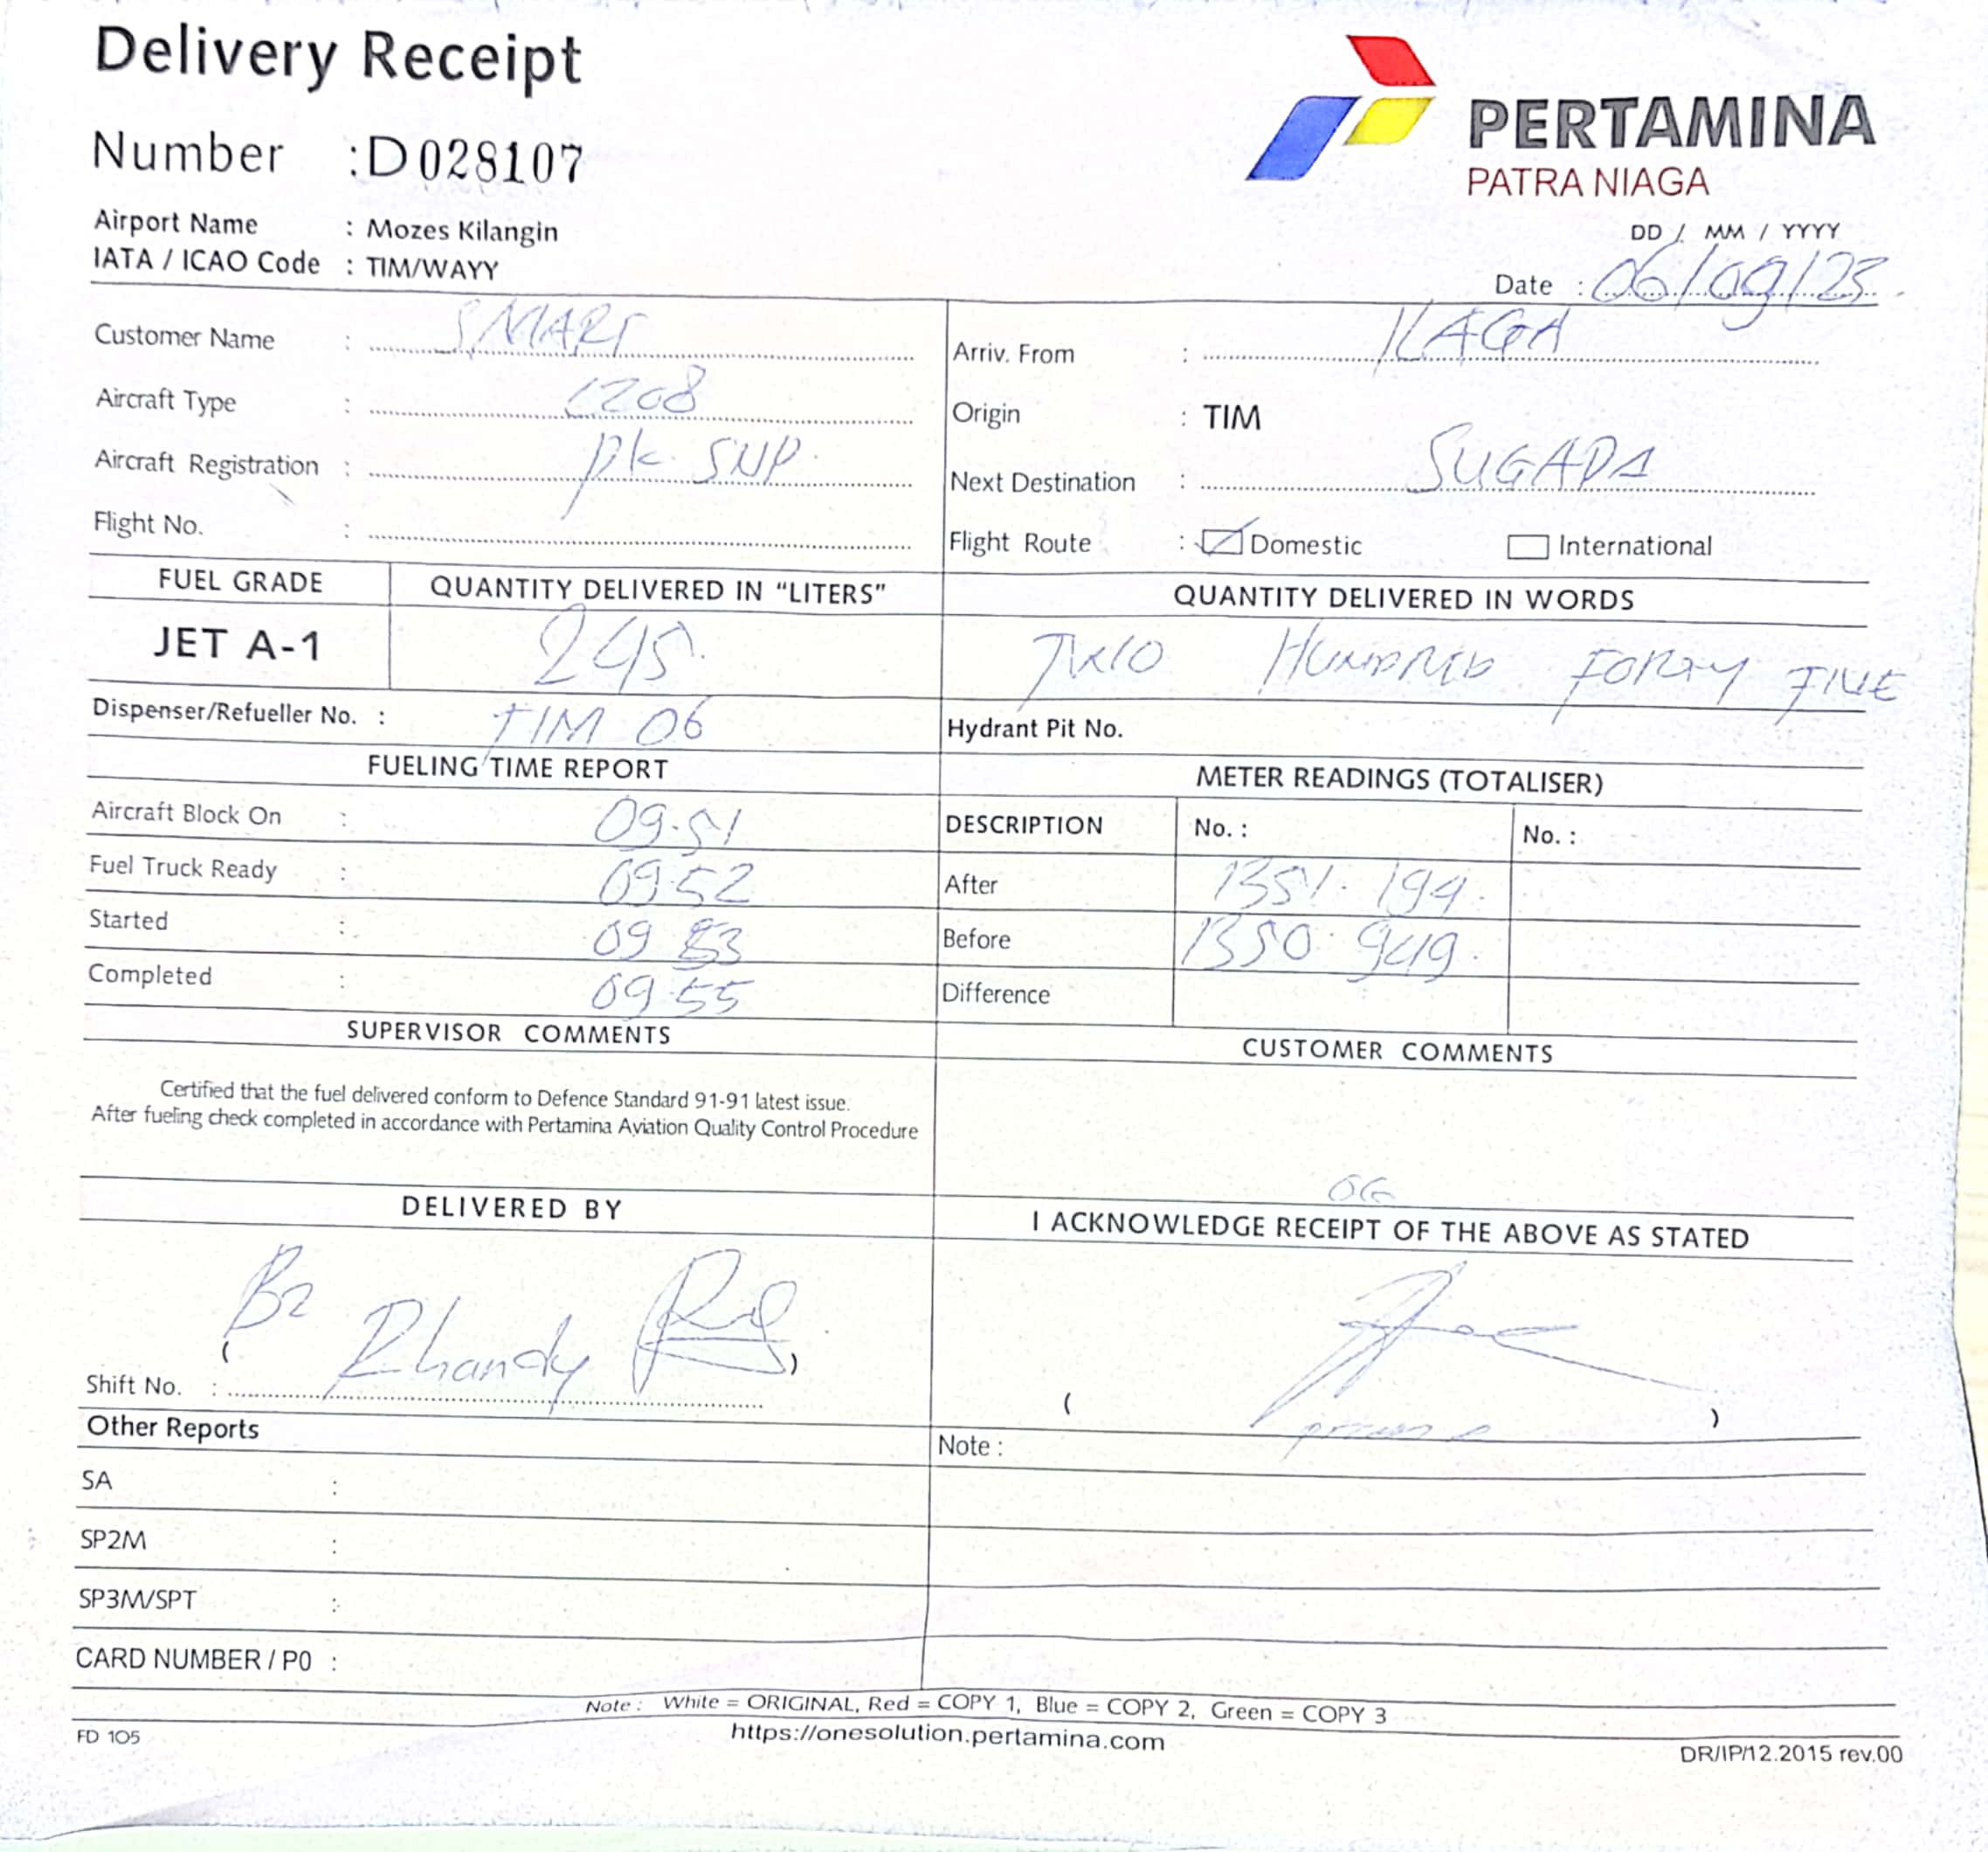 Delivery Receipt
PERTAMINA
PATRA NIAGA
Number : D 028107
Airport Name : Mozes Kilangin
IATA / ICAO Code : TIM/WAYY
DD / MM / YYYY
Date : 06/09/23
Customer Name : SMART
Arriv. From : ILAGA
Aircraft Type : C208
Origin : TIM
Aircraft Registration : PK. SNP.
Next Destination : SUGAPA
Flight No. :
Flight Route : Domestic International
FUEL GRADE QUANTITY DELIVERED IN "LITERS" QUANTITY DELIVERED IN WORDS
JET A-1 245. TWO HUNDRED FORTY FIVE
Dispenser/Refueller No. : TIM 06
Hydrant Pit No.
FUELING TIME REPORT
METER READINGS (TOTALISER)
Aircraft Block On : 09.51
DESCRIPTION No. : No. :
Fuel Truck Ready : 09.52
After 1351.194.
Started : 09 53
Before 1350.949.
Completed : 09.55
Difference
SUPERVISOR COMMENTS
CUSTOMER COMMENTS
Certified that the fuel delivered conform to Defence Standard 91-91 latest issue.
After fueling check completed in accordance with Pertamina Aviation Quality Control Procedure
DELIVERED BY
I ACKNOWLEDGE RECEIPT OF THE ABOVE AS STATED
( Rhandy )
Shift No. :
( )
Other Reports
Note :
SA :
SP2M :
SP3M/SPT :
CARD NUMBER / P0 :
Note : White = ORIGINAL, Red = COPY 1, Blue = COPY 2, Green = COPY 3
FD 105
https://onesolution.pertamina.com
DR/IP/12.2015 rev.00